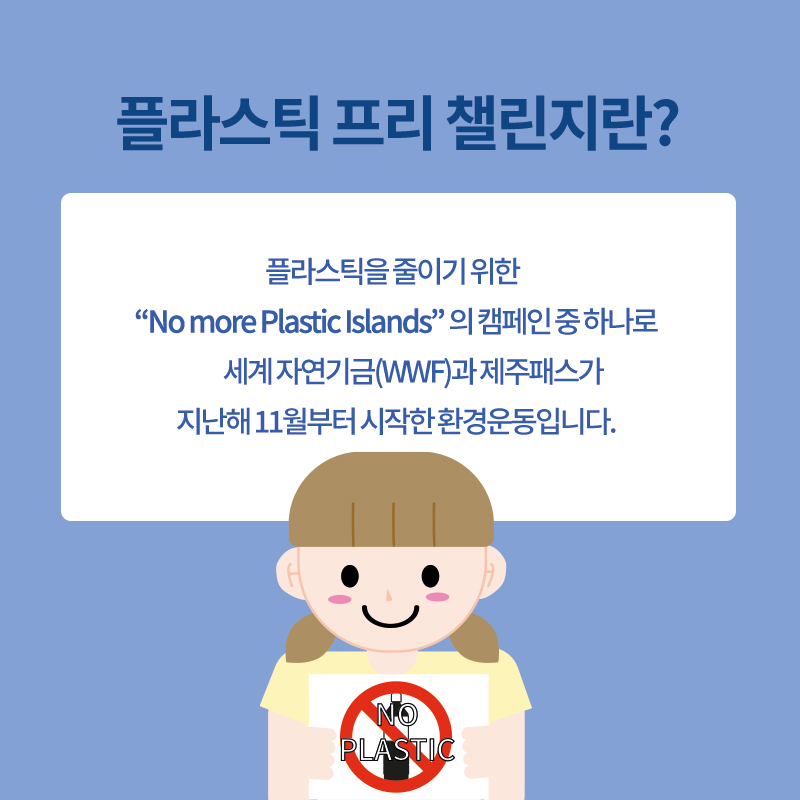 플라스틱 프리 챌린지란?
플라스틱을 줄이기 위한
“No more Plastic Islands” 의 캠페인 중 하나로
세계 자연기금(WWF)과 제주패스가
지난해 11월부터 시작한 환경운동입니다.
NO
PLASTIC